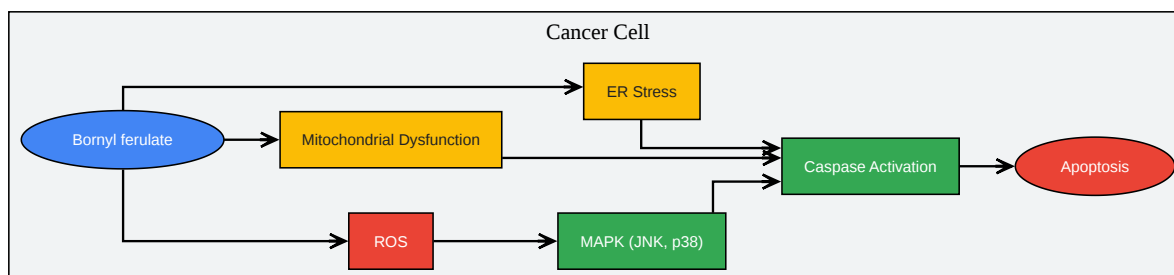 Cancer Cell
ER Stress
Bornyl ferulate
Mitochondrial Dysfunction
Caspase Activation
Apoptosis
ROS
MAPK (JNK, p38)